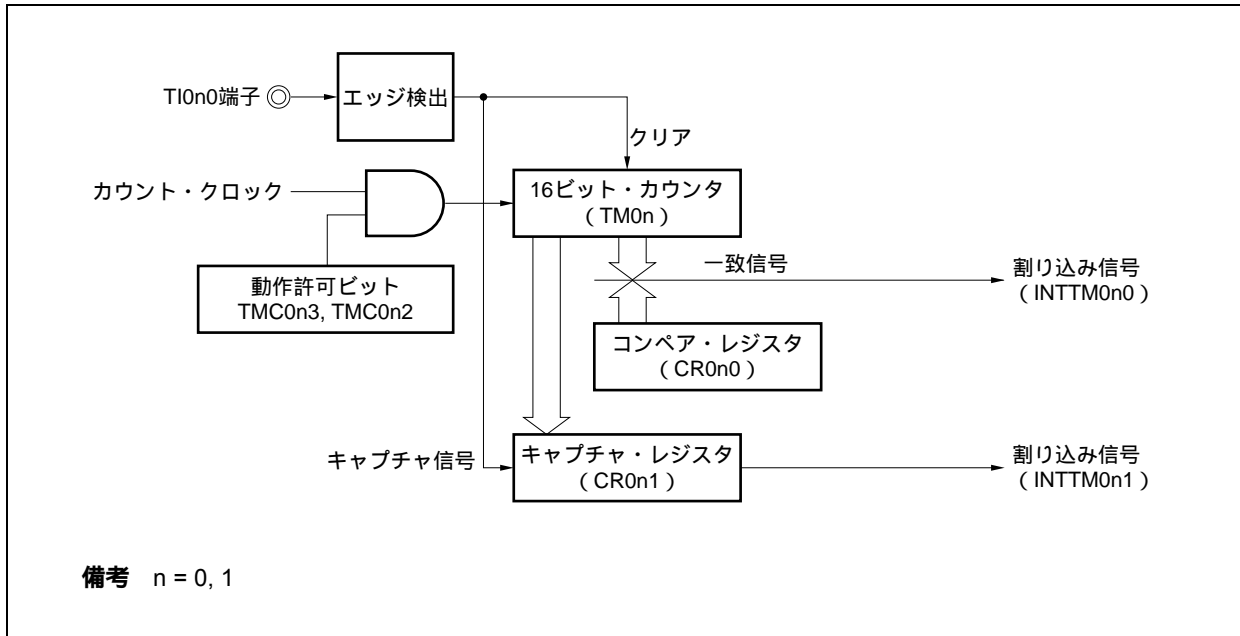 TI0n0端子
エッジ検出
クリア
カウント・クロック
16ビット・カウンタ
（TM0n）
動作許可ビット
TMC0n3, TMC0n2
一致信号
割り込み信号
（INTTM0n0）
コンペア・レジスタ
（CR0n0）
キャプチャ信号
キャプチャ・レジスタ
（CR0n1）
割り込み信号
（INTTM0n1）
備考 n = 0, 1